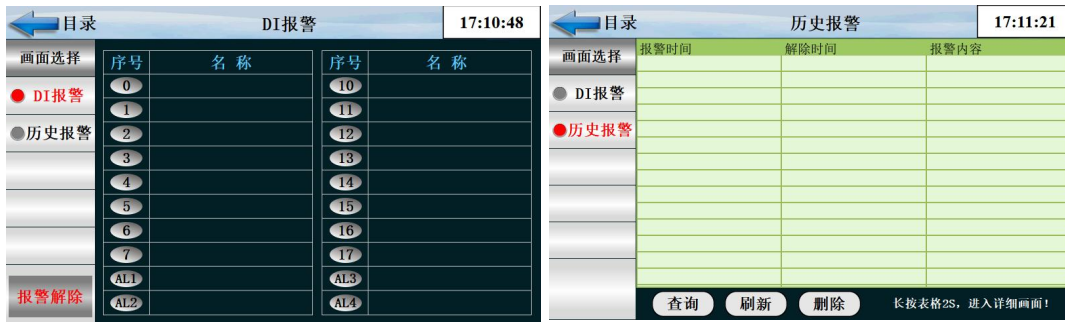 目录 DI报警 17:10:48
画面选择
DI报警
历史报警
报警解除
序号 名 称 序号 名 称
0 10
1 11
2 12
3 13
4 14
5 15
6 16
7 17
AL1 AL3
AL2 AL4
目录 历史报警 17:11:21
画面选择
DI报警
历史报警
报警时间 解除时间 报警内容
查询 刷新 删除 长按表格2S，进入详细画面！